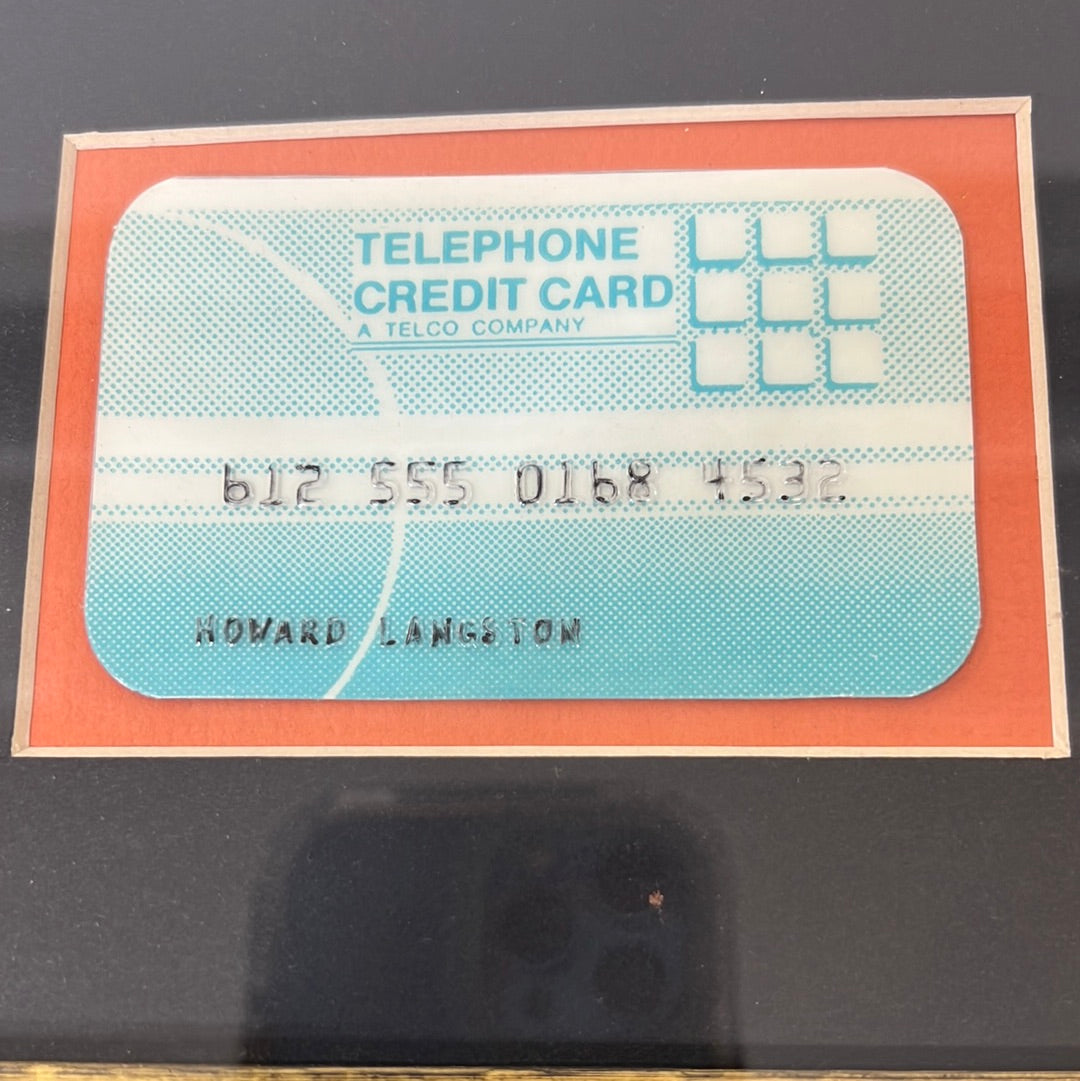 TELEPHONE
CREDIT CARD
A TELCO COMPANY
612 555 0168 4532
HOWARD LANGSTON